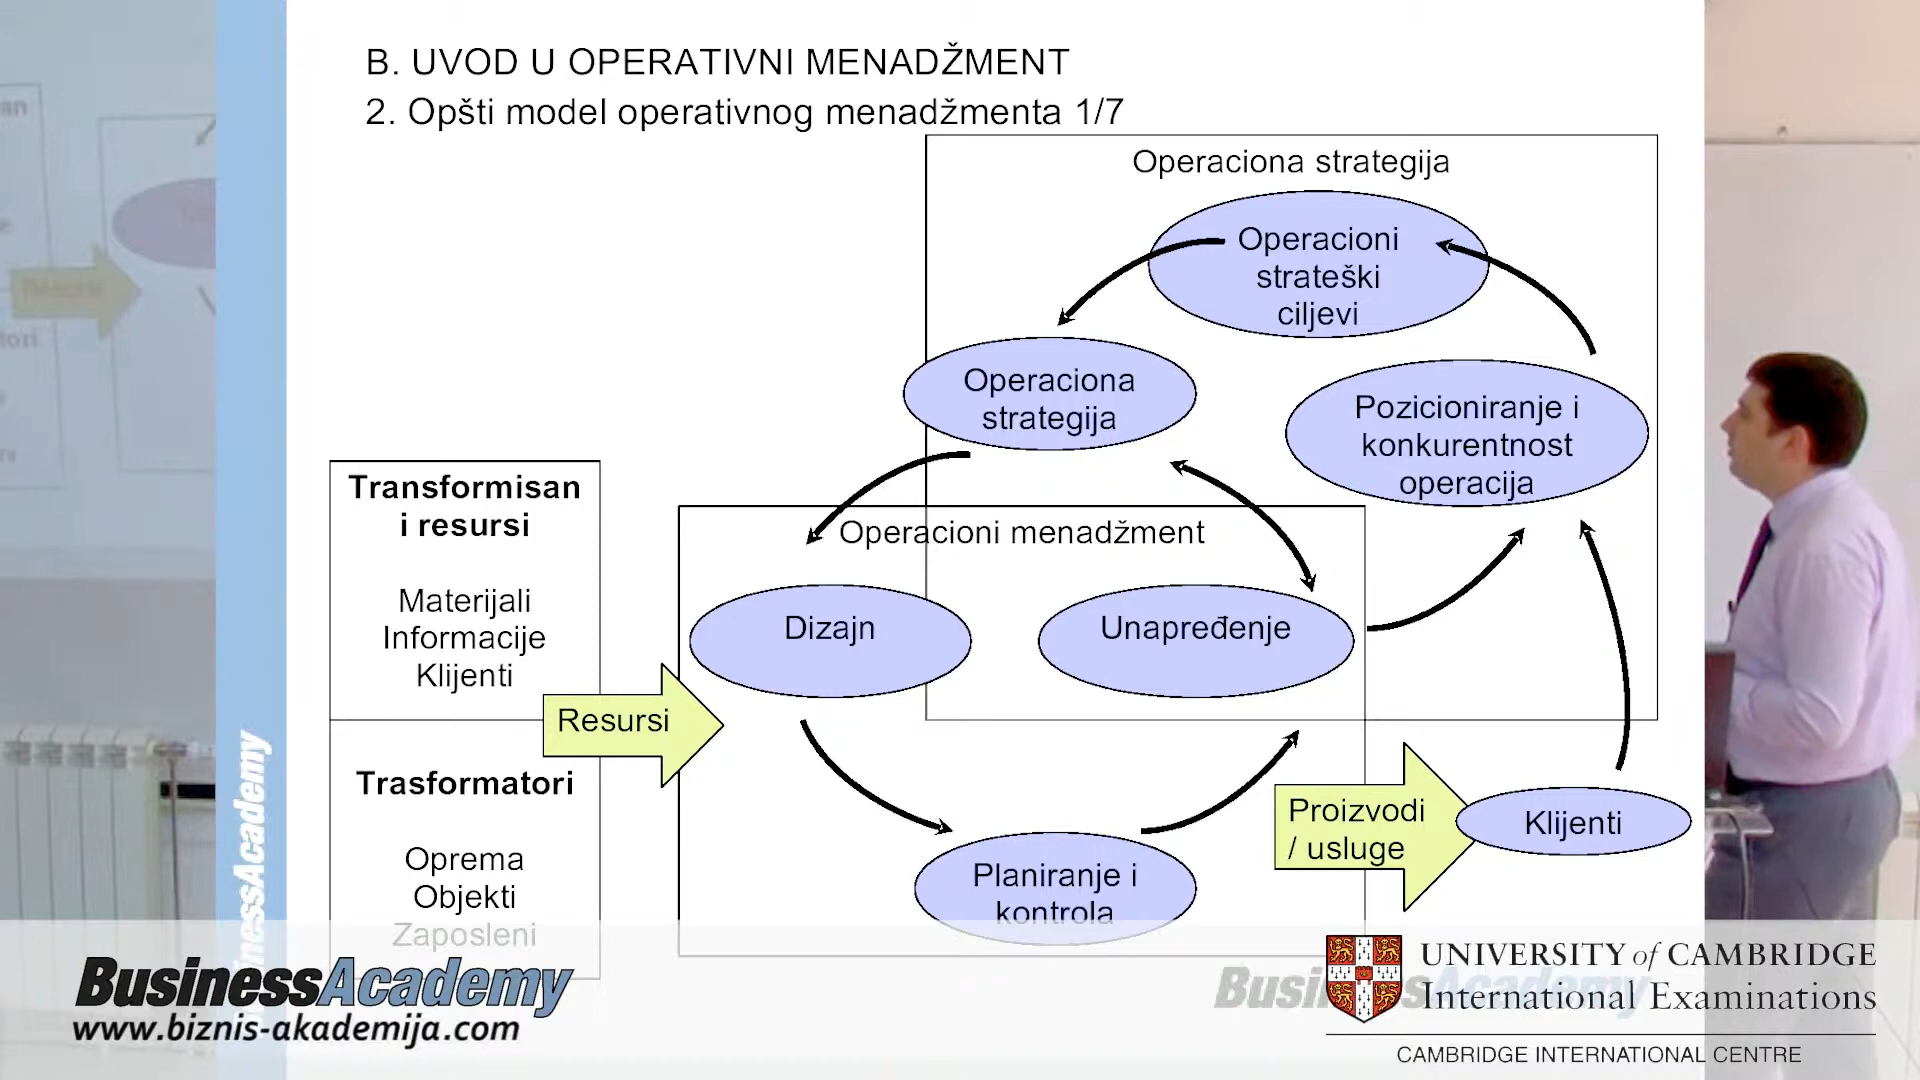 B. UVOD U OPERATIVNI MENADŽMENT
2. Opšti model operativnog menadžmenta 1/7
Operaciona strategija
Operacioni
strateški
ciljevi
Operaciona
strategija
Pozicioniranje i
konkurentnost
operacija
Transformisan
i resursi
Materijali
Informacije
Klijenti
Operacioni menadžment
Dizajn
Unapređenje
Resursi
Trasformatori
Oprema
Objekti
Zaposleni
Planiranje i
kontrola
Proizvodi
/ usluge
Klijenti
BusinessAcademy
www.biznis-akademija.com
UNIVERSITY of CAMBRIDGE
International Examinations
CAMBRIDGE INTERNATIONAL CENTRE